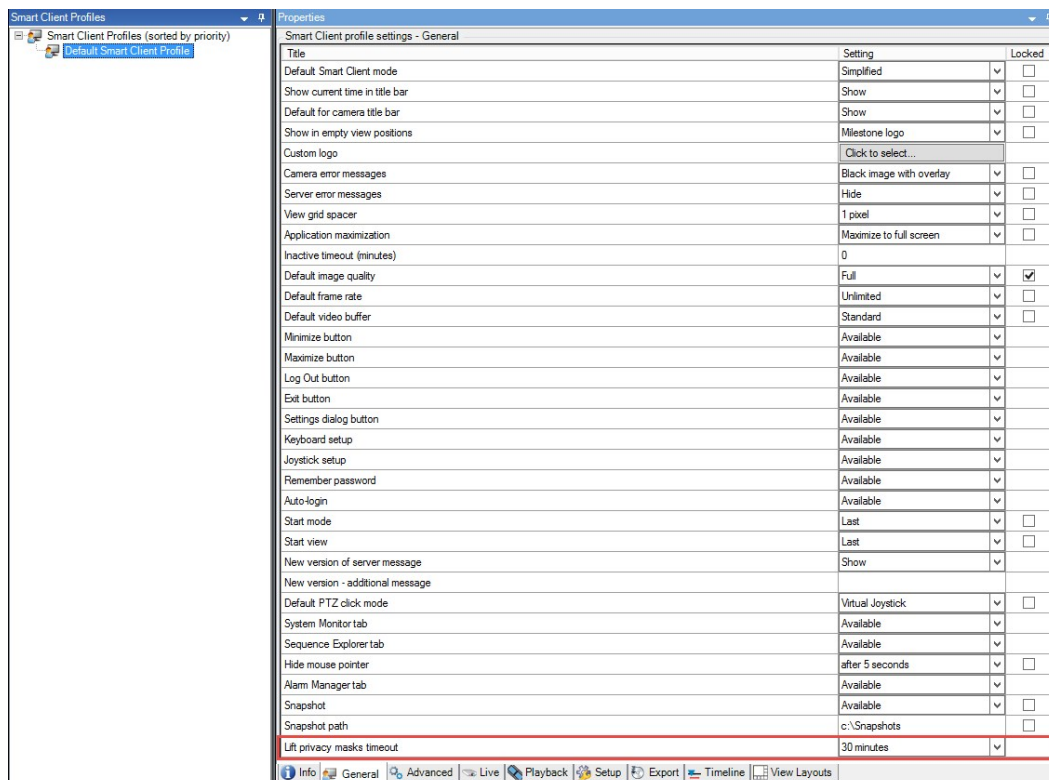 Smart Client Profiles
Smart Client Profiles (sorted by priority)
Default Smart Client Profile
Properties
Smart Client profile settings - General
Title Setting Locked
Default Smart Client mode Simplified
Show current time in title bar Show
Default for camera title bar Show
Show in empty view positions Milestone logo
Custom logo Click to select...
Camera error messages Black image with overlay
Server error messages Hide
View grid spacer 1 pixel
Application maximization Maximize to full screen
Inactive timeout (minutes) 0
Default image quality Full
Default frame rate Unlimited
Default video buffer Standard
Minimize button Available
Maximize button Available
Log Out button Available
Exit button Available
Settings dialog button Available
Keyboard setup Available
Joystick setup Available
Remember password Available
Auto-login Available
Start mode Last
Start view Last
New version of server message Show
New version - additional message
Default PTZ click mode Virtual Joystick
System Monitor tab Available
Sequence Explorer tab Available
Hide mouse pointer after 5 seconds
Alarm Manager tab Available
Snapshot Available
Snapshot path c:\Snapshots
Lift privacy masks timeout 30 minutes
Info General Advanced Live Playback Setup Export Timeline View Layouts